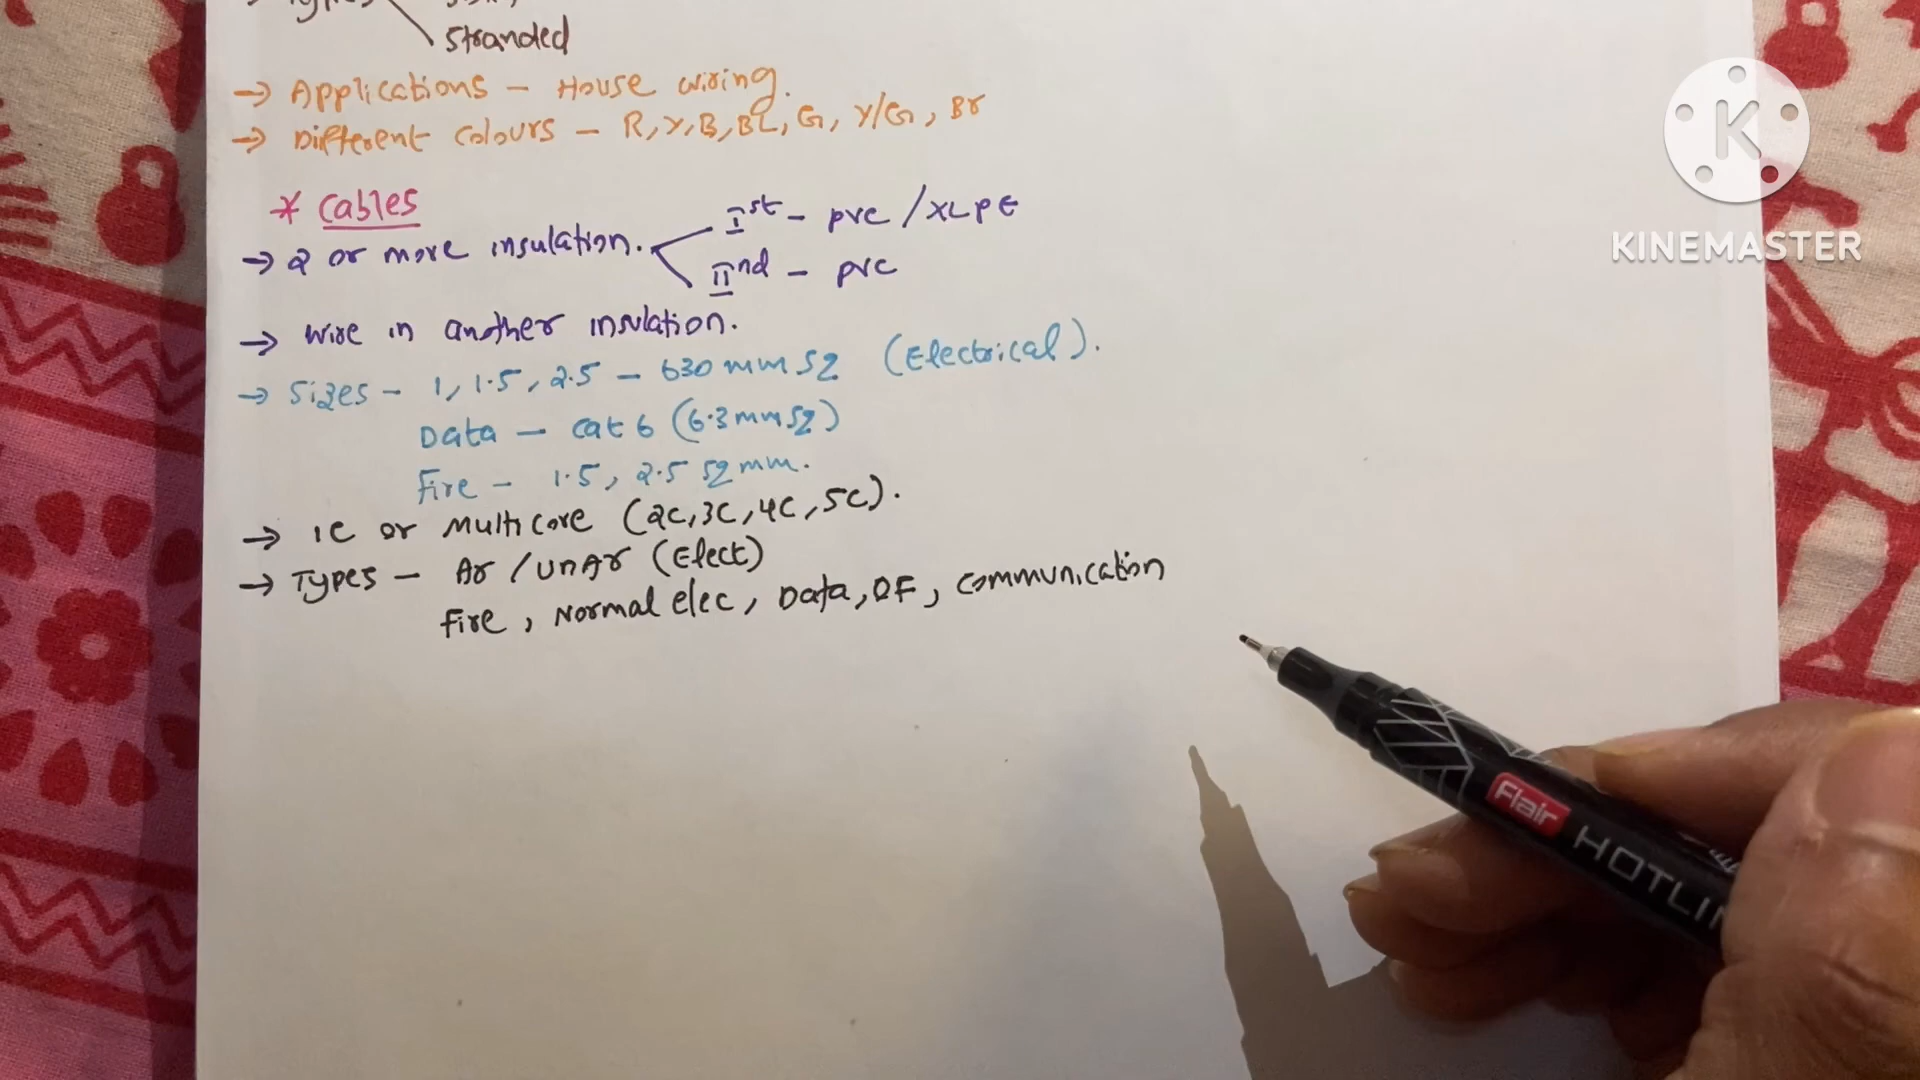 Stranded
→ Applications - House wiring.
→ Different colours - R, Y, B, BL, G, Y/G, Br
* Cables
→ 2 or more insulation.
Ist - PVC / XLPE
IInd - PVC
→ wire in another insulation.
→ Sizes - 1, 1.5, 2.5 - 630 mm sq (Electrical).
Data - cat 6 (6.3 mm sq)
Fire - 1.5, 2.5 sq mm.
→ 1C or Multi core (2C, 3C, 4C, 5C).
→ Types - Ar / UnAr (Elect)
Fire, Normal elec, Data, OF, Communication
K
KINEMASTER
Flair
HOTLIN